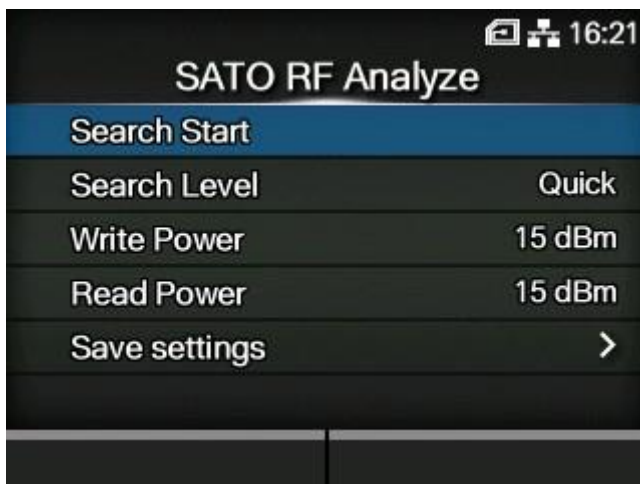 16:21
SATO RF Analyze
Search Start
Search Level Quick
Write Power 15 dBm
Read Power 15 dBm
Save settings >